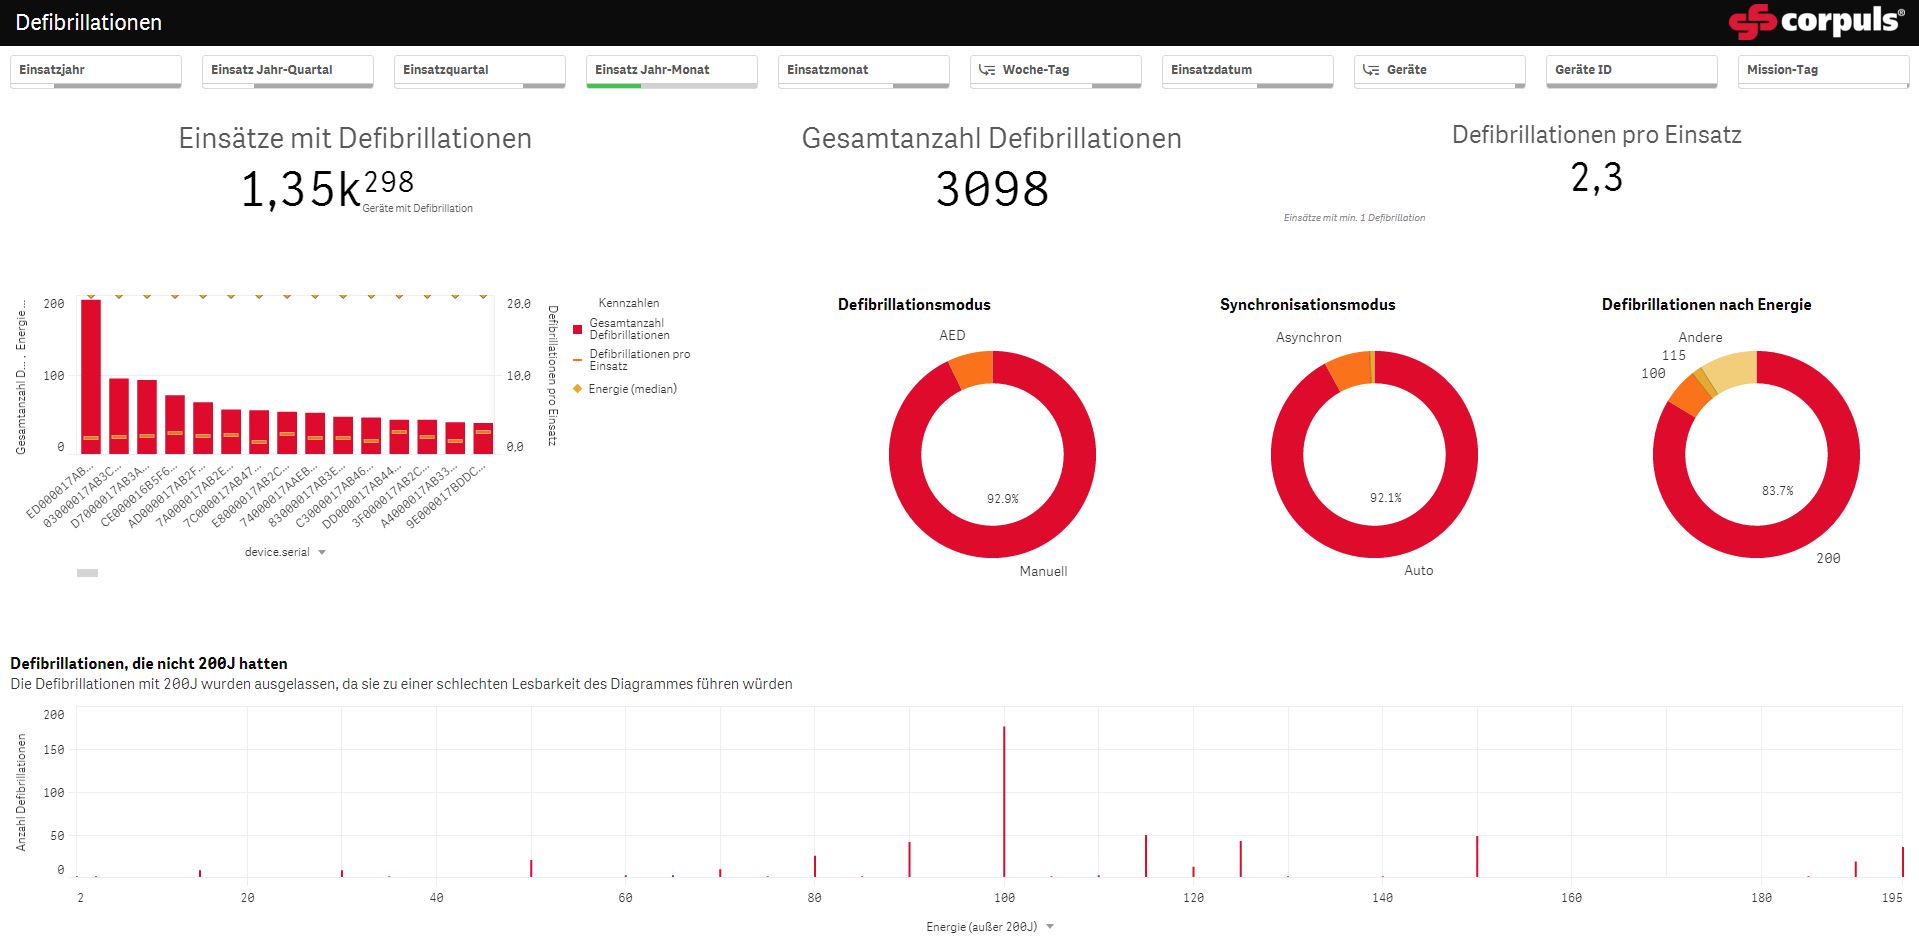 Defibrillationen
corpuls®
Einsatzjahr
Einsatz Jahr-Quartal
Einsatzquartal
Einsatz Jahr-Monat
Einsatzmonat
Woche-Tag
Einsatzdatum
Geräte
Geräte ID
Mission-Tag
Einsätze mit Defibrillationen
1,35k 298
Geräte mit Defibrillation
Gesamtanzahl Defibrillationen
3098
Defibrillationen pro Einsatz
2,3
Einsätze mit min. 1 Defibrillation
Gesamtanzahl D... , Energie...
200
100
0
20,0
10,0
0,0
Defibrillationen pro Einsatz
ED000017AB...
0300017AB3C...
D700017AB3A...
CE000016B5F6...
AD000017AB2F...
7A000017AB2E...
7C000017AB47...
E8000017AB2C...
7400017AAEB...
8300017AB3E...
C300017AB46...
DD000017AB44...
3F000017AB2C...
A4000017AB33...
9E000017BDDC...
device.serial
Kennzahlen
Gesamtanzahl
Defibrillationen
Defibrillationen pro
Einsatz
Energie (median)
Defibrillationsmodus
AED
92.9%
Manuell
Synchronisationsmodus
Asynchron
92.1%
Auto
Defibrillationen nach Energie
Andere
115
100
83.7%
200
Defibrillationen, die nicht 200J hatten
Die Defibrillationen mit 200J wurden ausgelassen, da sie zu einer schlechten Lesbarkeit des Diagrammes führen würden
Anzahl Defibrillationen
200
150
100
50
0
2
20
40
60
80
100
120
140
160
180
195
Energie (außer 200J)